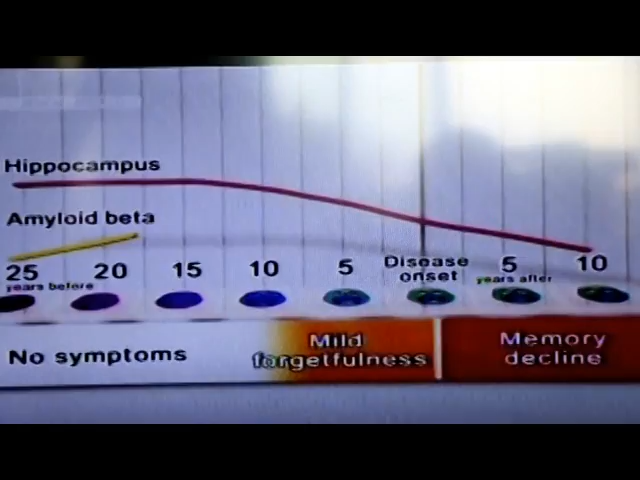 Hippocampus
Amyloid beta
25 20 15 10 5 Disease onset 5 10
years before years after
No symptoms Mild forgetfulness Memory decline